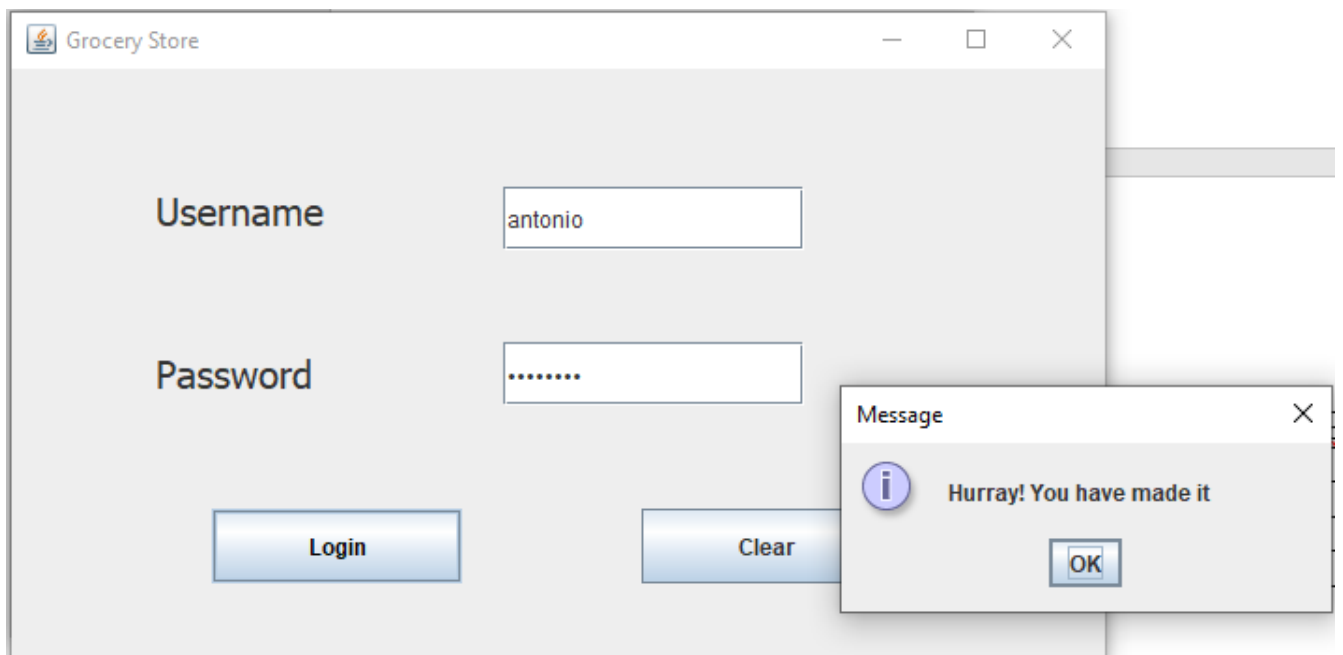 Grocery Store
Username
antonio
Password
••••••••
Message
Hurray! You have made it
Login
Clear
OK